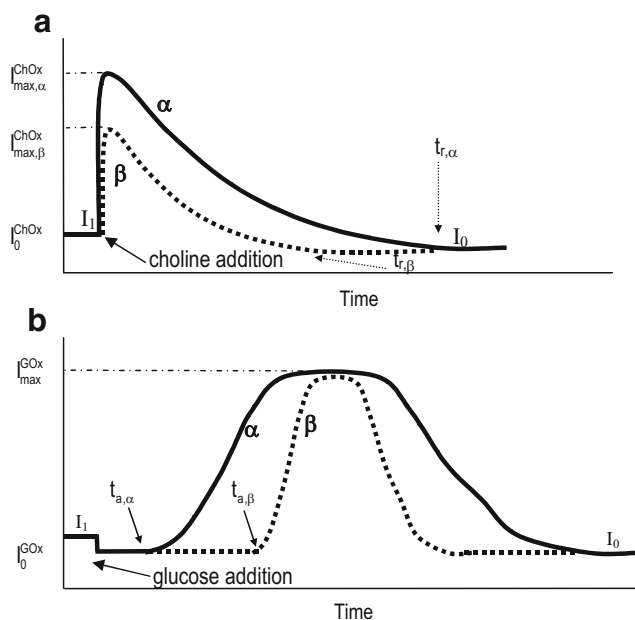 a
I_max,α^ChOx
α
I_max,β^ChOx
t_r,α
β
I_1
I_0
I_0^ChOx
choline addition
t_r,β
Time
b
I_max^GOx
α
β
t_a,α
t_a,β
I_1
I_0
I_0^GOx
glucose addition
Time